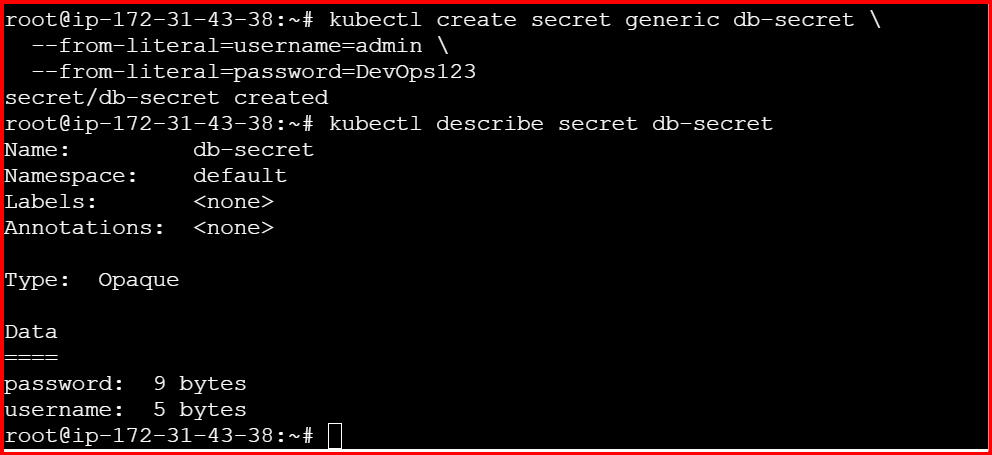 root@ip-172-31-43-38:~# kubectl create secret generic db-secret \
  --from-literal=username=admin \
  --from-literal=password=DevOps123
secret/db-secret created
root@ip-172-31-43-38:~# kubectl describe secret db-secret
Name:         db-secret
Namespace:    default
Labels:       <none>
Annotations:  <none>

Type:  Opaque

Data
====
password:  9 bytes
username:  5 bytes
root@ip-172-31-43-38:~#